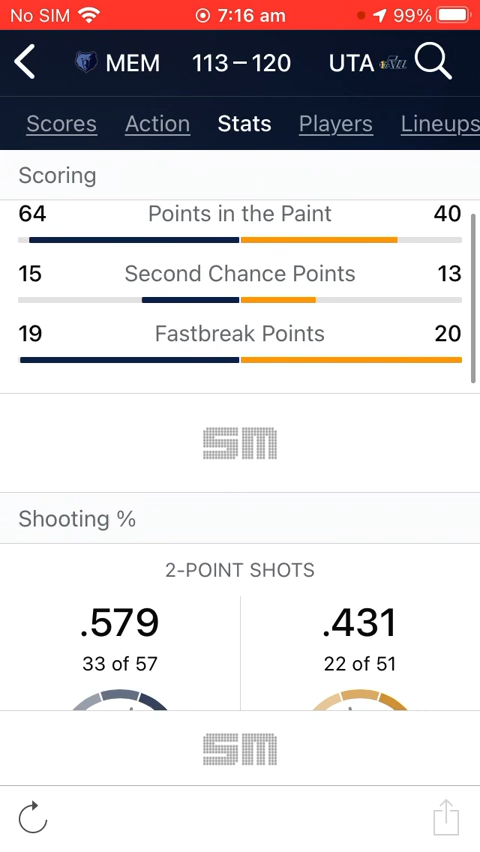 No SIM 7:16 am 99%
MEM 113–120 UTA
Scores Action Stats Players Lineups
Scoring
64 Points in the Paint 40
15 Second Chance Points 13
19 Fastbreak Points 20
sm
Shooting %
2-POINT SHOTS
.579 .431
33 of 57 22 of 51
sm